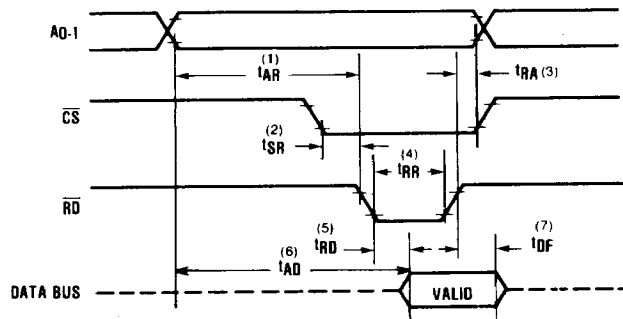 A0-1
(1)
tAR
tRA (3)
CS
(2)
tSR
(4)
tRR
RD
(5)
tRD
(6)
tAD
(7)
tDF
DATA BUS
VALID